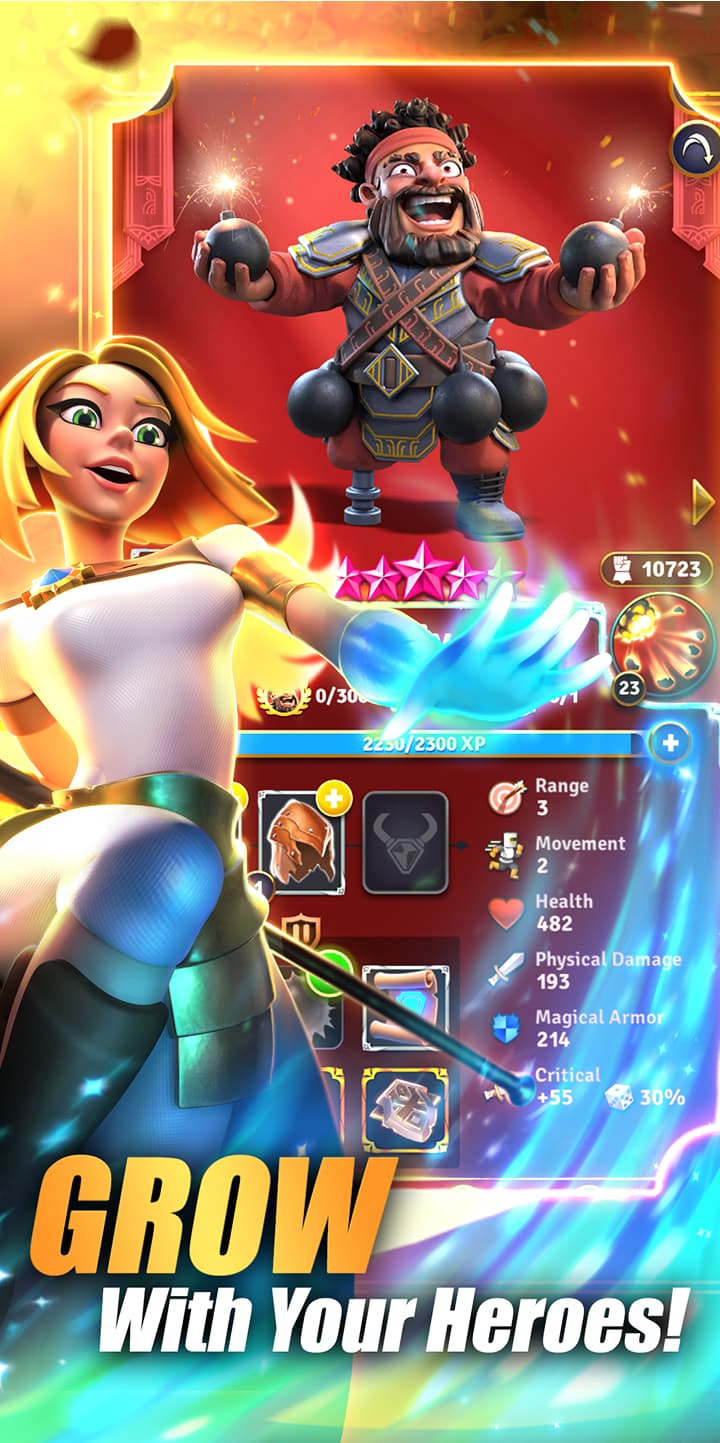 10723
23
2250/2300 XP
Range
3
Movement
2
Health
482
Physical Damage
193
Magical Armor
214
Critical
+55
30%
GROW
With Your Heroes!